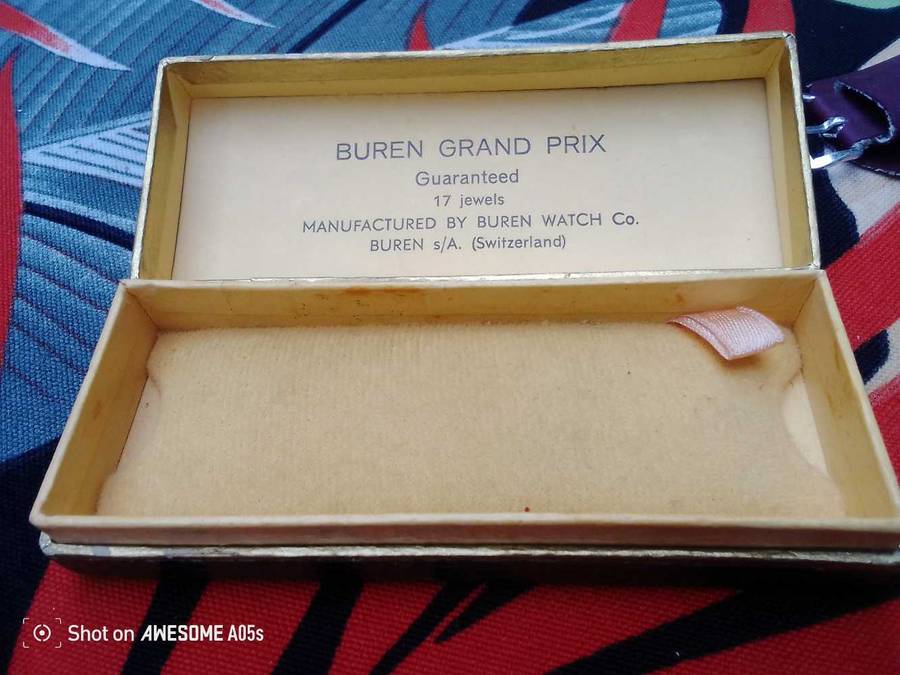 BUREN GRAND PRIX
Guaranteed
17 jewels
MANUFACTURED BY BUREN WATCH Co.
BUREN s/A. (Switzerland)
Shot on AWESOME A05s